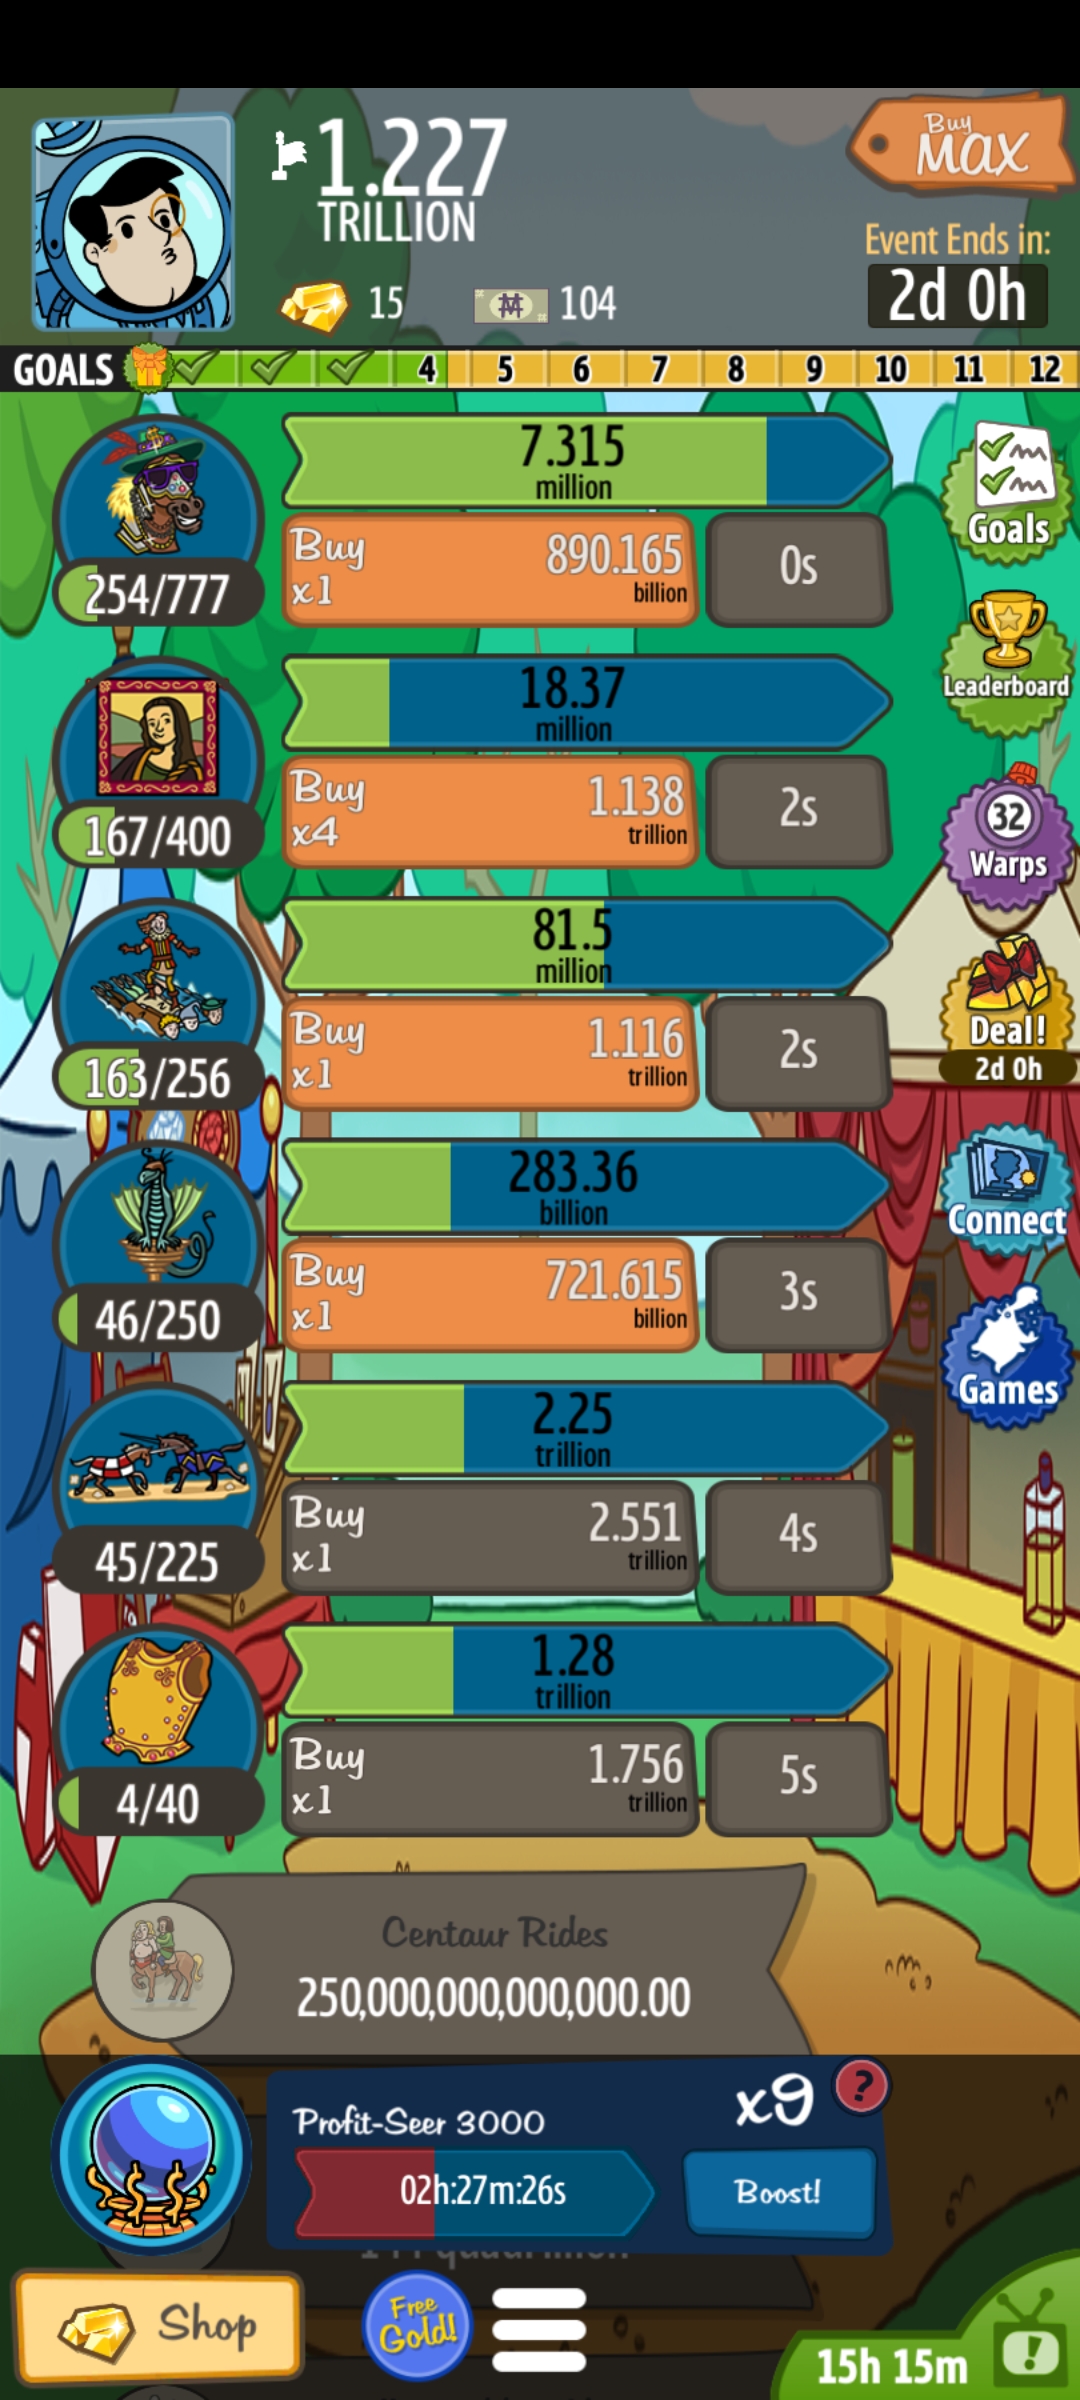 1.227
TRILLION
Buy
MAX
Event Ends in:
2d 0h
15
104
GOALS 4 5 6 7 8 9 10 11 12
7.315
million
Buy
x1
890.165
billion
0s
254/777
Goals
18.37
million
Buy
x4
1.138
trillion
2s
167/400
Leaderboard
81.5
million
Buy
x1
1.116
trillion
2s
163/256
32
Warps
Deal!
2d 0h
283.36
billion
Buy
x1
721.615
billion
3s
46/250
Connect
2.25
trillion
Buy
x1
2.551
trillion
4s
45/225
Games
1.28
trillion
Buy
x1
1.756
trillion
5s
4/40
Centaur Rides
250,000,000,000,000.00
Profit-Seer 3000
x9
?
02h:27m:26s
Boost!
Shop
Free
Gold!
15h 15m
!